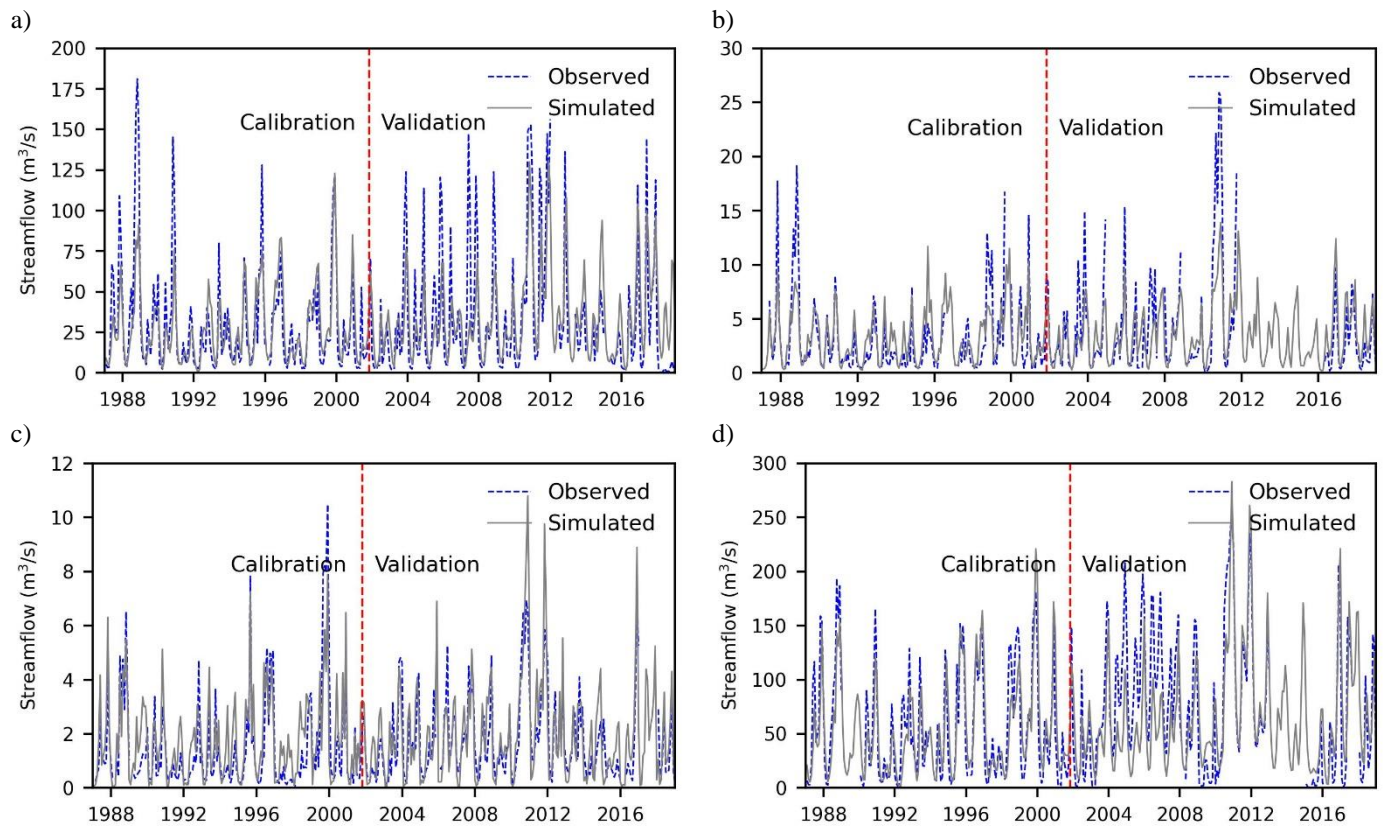 a)
200
175
150
125
100
75
50
25
0
Streamflow (m³/s)
Observed
Simulated
Calibration
Validation
1988 1992 1996 2000 2004 2008 2012 2016
b)
30
25
20
15
10
5
0
Observed
Simulated
Calibration
Validation
1988 1992 1996 2000 2004 2008 2012 2016
c)
12
10
8
6
4
2
0
Streamflow (m³/s)
Observed
Simulated
Calibration
Validation
1988 1992 1996 2000 2004 2008 2012 2016
d)
300
250
200
150
100
50
0
Streamflow (m³/s)
Observed
Simulated
Calibration
Validation
1988 1992 1996 2000 2004 2008 2012 2016